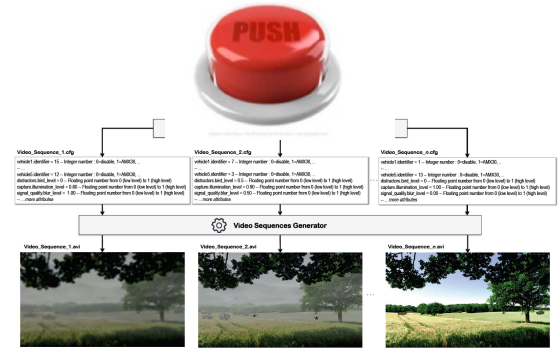 PUSH
Video_Sequence_1.cfg
vehicle1.identifier = 15 -- Integer number : 0=disable, 1=AMX30, ..
...
vehicle5.identifier = 12 -- Integer number : 0=disable, 1=AMX30, ..
distractors.bird_level = 0 -- Floating point number from 0 (low level) to 1 (high level)
capture.illumination_level = 0.80 -- Floating point number from 0 (low level) to 1 (high level)
signal_quality.blur_level = 1.00 -- Floating point number from 0 (low level) to 1 (high level)
-- ...more attributes
Video_Sequence_2.cfg
vehicle1.identifier = 7 -- Integer number : 0=disable, 1=AMX30, ..
...
vehicle5.identifier = 3 -- Integer number : 0=disable, 1=AMX30, ..
distractors.bird_level = 0.5 -- Floating point number from 0 (low level) to 1 (high level)
capture.illumination_level = 0.90 -- Floating point number from 0 (low level) to 1 (high level)
signal_quality.blur_level = 0.50 -- Floating point number from 0 (low level) to 1 (high level)
-- ...more attributes
Video_Sequence_n.cfg
vehicle1.identifier = 1 -- Integer number : 0=disable, 1=AMX30, ..
...
vehicle5.identifier = 13 -- Integer number : 0=disable, 1=AMX30, ..
distractors.bird_level = 0 -- Floating point number from 0 (low level) to 1 (high level)
capture.illumination_level = 1.00 -- Floating point number from 0 (low level) to 1 (high level)
signal_quality.blur_level = 0.00 -- Floating point number from 0 (low level) to 1 (high level)
-- ...more attributes
Video Sequences Generator
Video_Sequence_1.avi
Video_Sequence_2.avi
Video_Sequence_n.avi